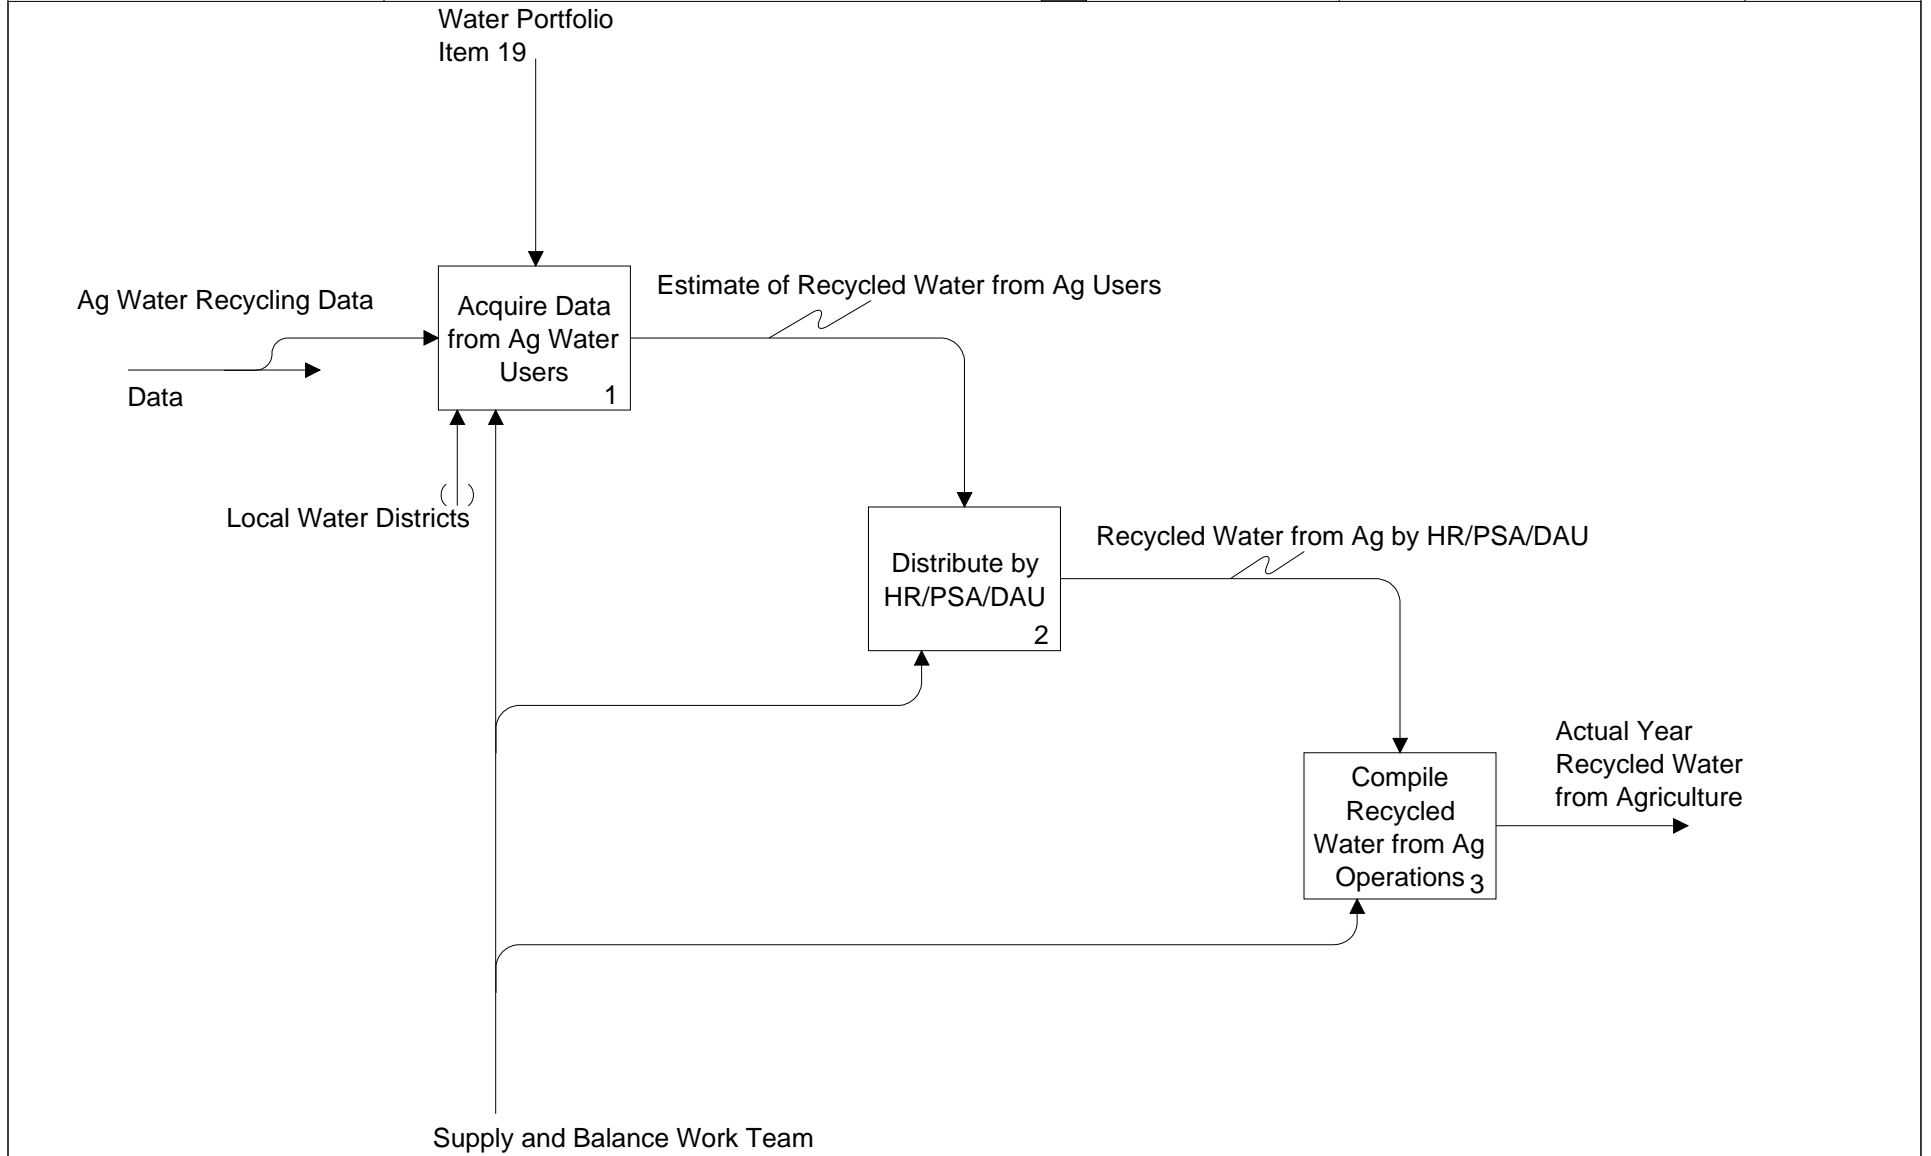 Water Portfolio
Item 19
Ag Water Recycling Data
Data
Acquire Data
from Ag Water
Users
1
Estimate of Recycled Water from Ag Users
Local Water Districts
Distribute by
HR/PSA/DAU
2
Recycled Water from Ag by HR/PSA/DAU
Compile
Recycled
Water from Ag
Operations
3
Actual Year
Recycled Water
from Agriculture
Supply and Balance Work Team